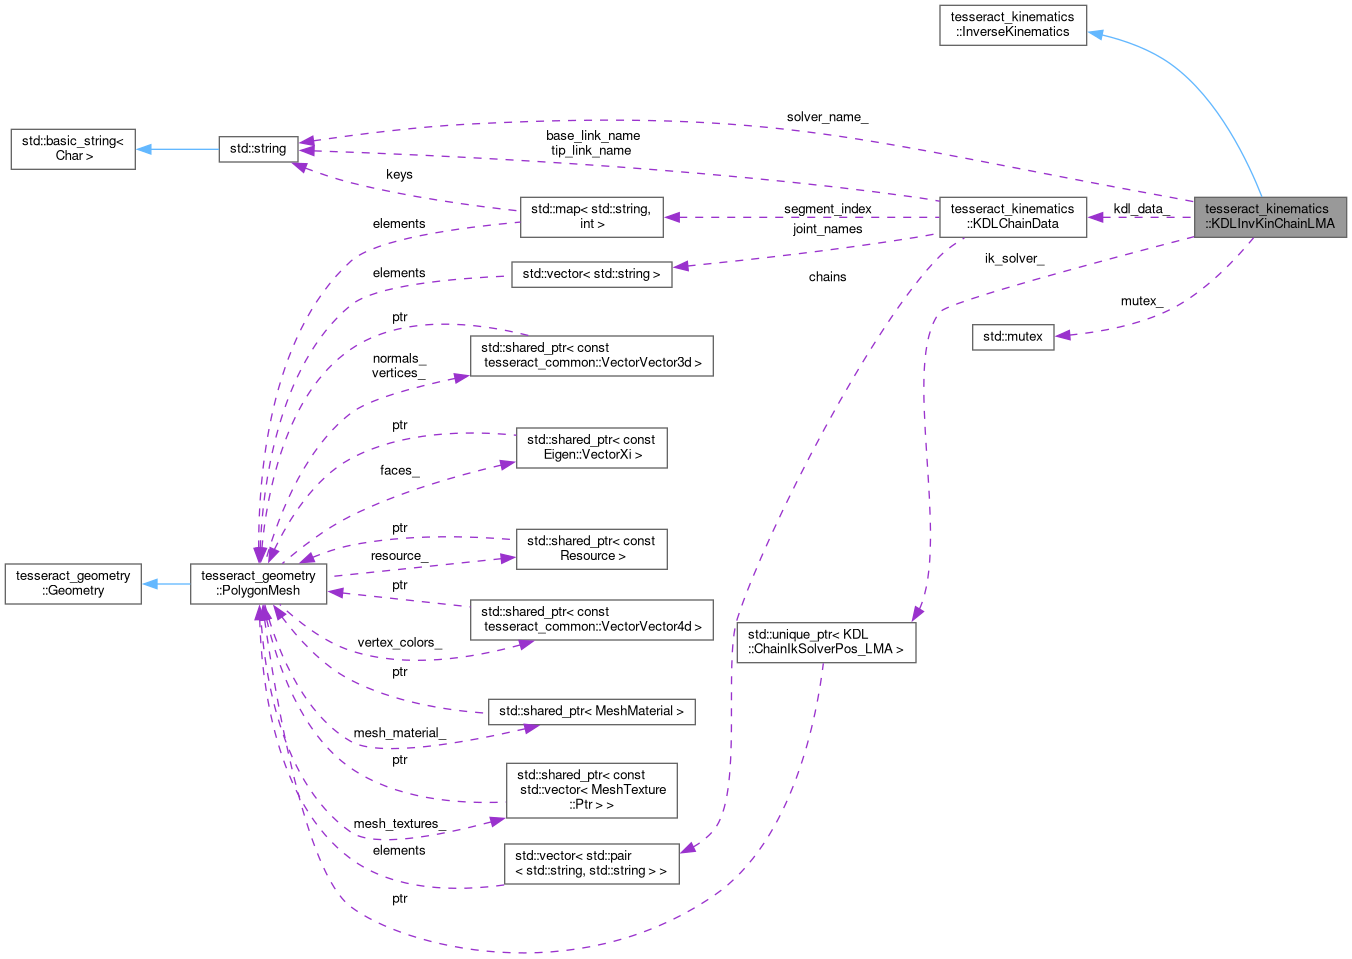 tesseract_kinematics
::InverseKinematics
solver_name_
std::basic_string<
Char >
std::string
base_link_name
tip_link_name
keys
std::map< std::string,
int >
segment_index
joint_names
tesseract_kinematics
::KDLChainData
kdl_data_
tesseract_kinematics
::KDLInvKinChainLMA
elements
elements
std::vector< std::string >
chains
ik_solver_
mutex_
std::mutex
ptr
std::shared_ptr< const
tesseract_common::VectorVector3d >
normals_
vertices_
ptr
std::shared_ptr< const
Eigen::VectorXi >
faces_
ptr
std::shared_ptr< const
Resource >
resource_
tesseract_geometry
::Geometry
tesseract_geometry
::PolygonMesh
ptr
std::shared_ptr< const
tesseract_common::VectorVector4d >
vertex_colors_
std::unique_ptr< KDL
::ChainIkSolverPos_LMA >
ptr
std::shared_ptr< MeshMaterial >
mesh_material_
ptr
std::shared_ptr< const
std::vector< MeshTexture
::Ptr > >
mesh_textures_
elements
std::vector< std::pair
< std::string, std::string > >
ptr